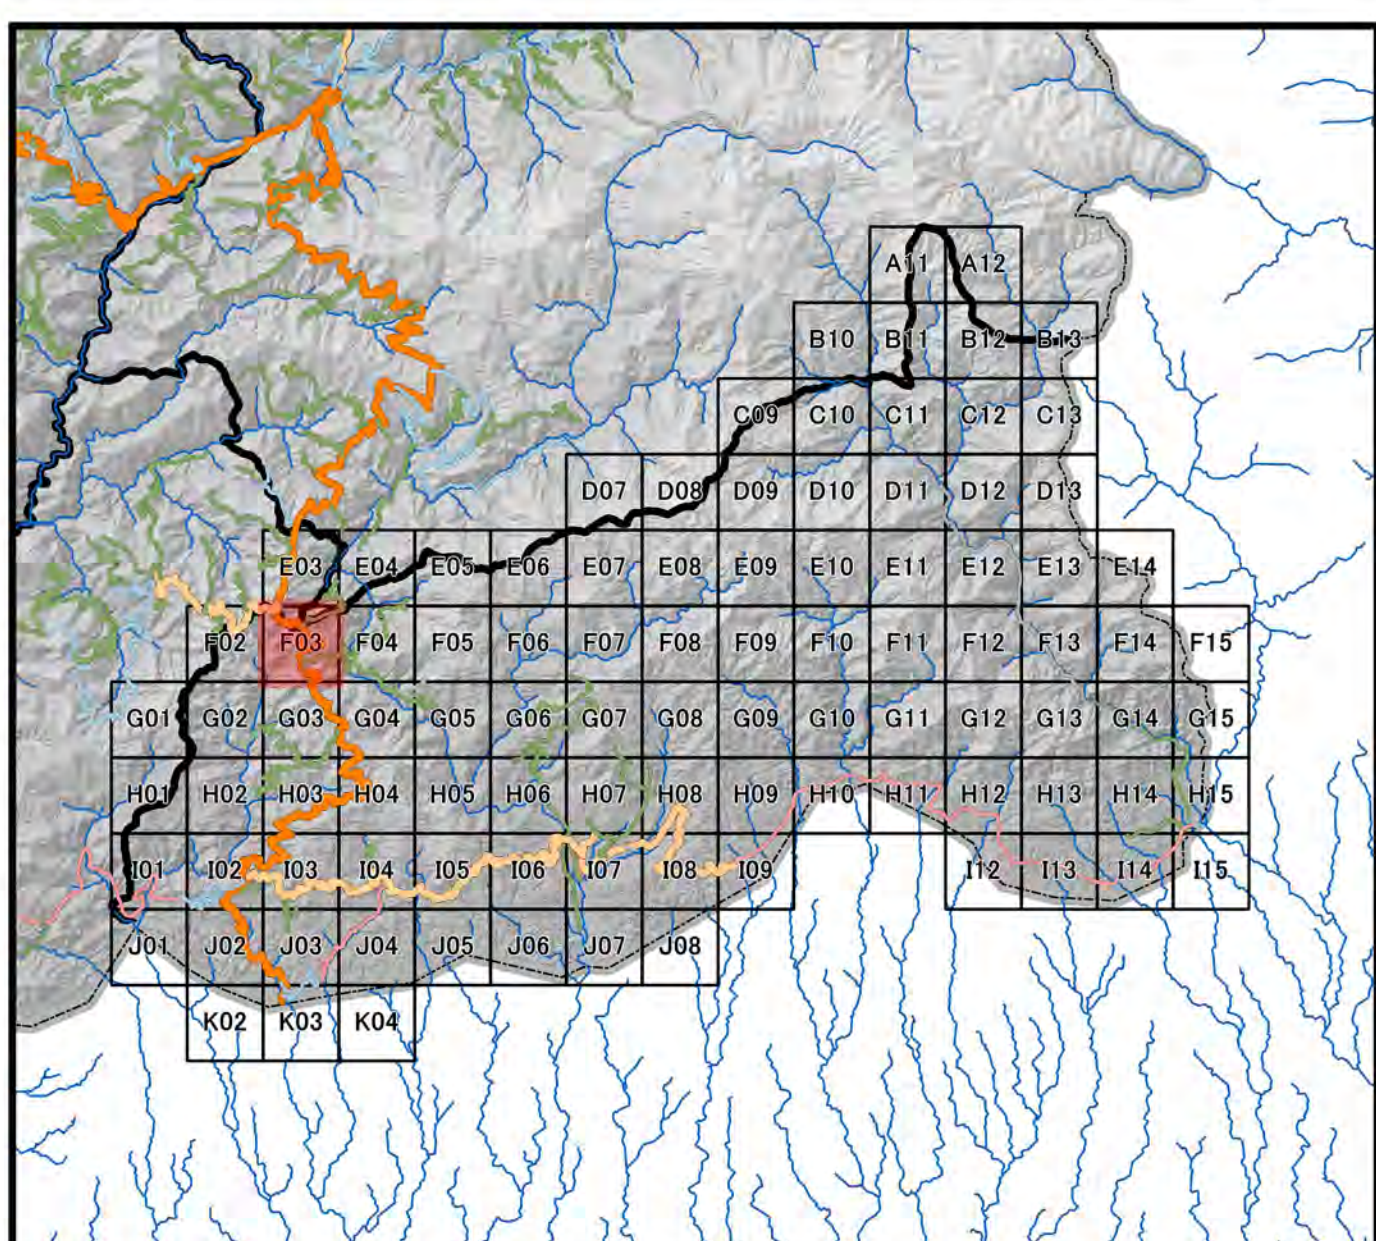 A11 A12
B10 B11 B12 B13
C09 C10 C11 C12 C13
D07 D08 D09 D10 D11 D12 D13
E03 E04 E05 E06 E07 E08 E09 E10 E11 E12 E13 E14
F02 F03 F04 F05 F06 F07 F08 F09 F10 F11 F12 F13 F14 F15
G01 G02 G03 G04 G05 G06 G07 G08 G09 G10 G11 G12 G13 G14 G15
H01 H02 H03 H04 H05 H06 H07 H08 H09 H10 H11 H12 H13 H14 H15
I01 I02 I03 I04 I05 I06 I07 I08 I09 I12 I13 I14 I15
J01 J02 J03 J04 J05 J06 J07 J08
K02 K03 K04